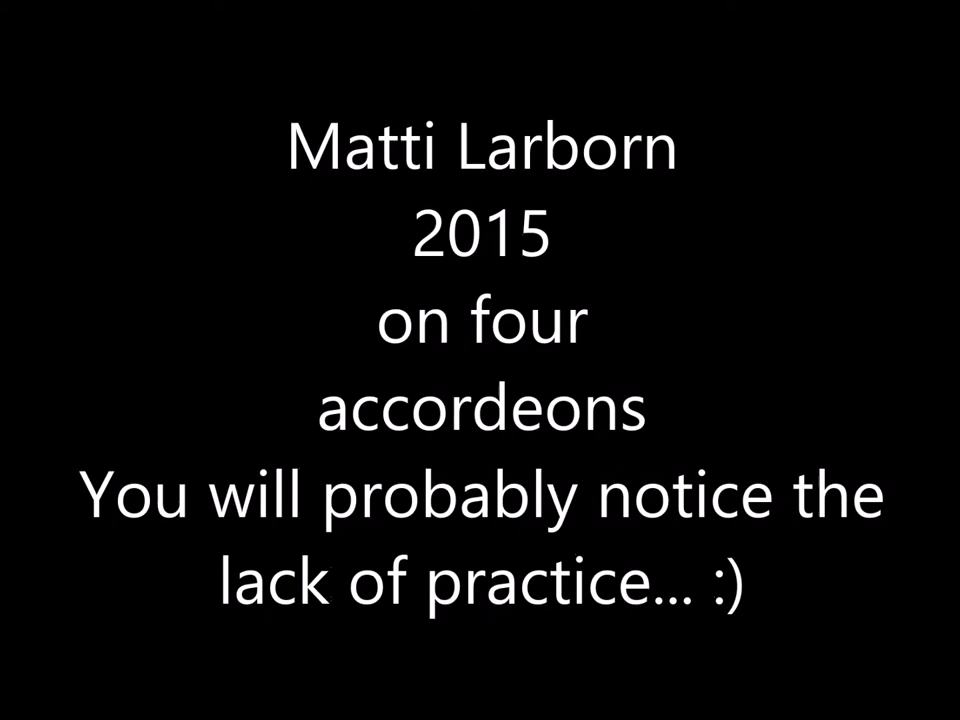 Matti Larborn
2015
on four
accordeons
You will probably notice the
lack of practice... :)